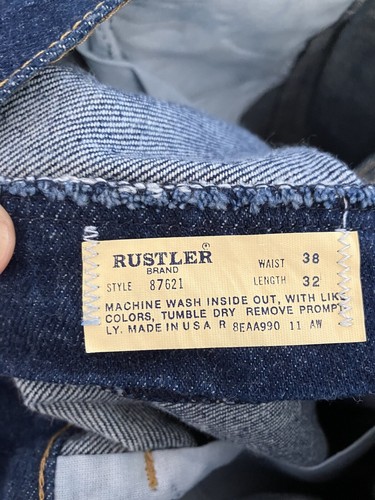 RUSTLER®
BRAND
WAIST 38
STYLE 87621
LENGTH 32
MACHINE WASH INSIDE OUT, WITH LIKE
COLORS, TUMBLE DRY REMOVE PROMPT
LY. MADE IN U S A R 8EAA990 11 AW